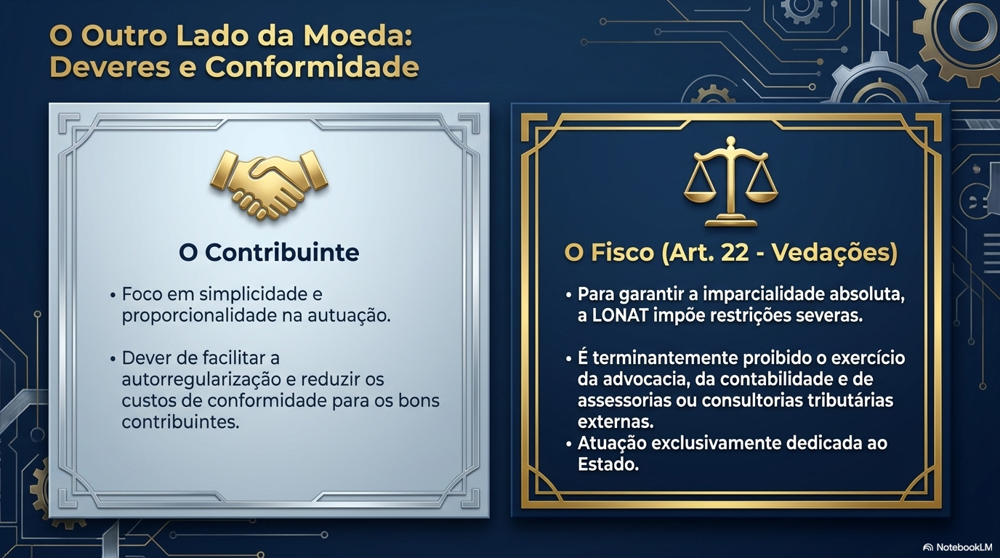 O Outro Lado da Moeda:
Deveres e Conformidade
O Contribuinte
• Foco em simplicidade e
proporcionalidade na autuação.
• Dever de facilitar a
autorregularização e reduzir os
custos de conformidade para os bons
contribuintes.
O Fisco (Art. 22 - Vedações)
• Para garantir a imparcialidade absoluta,
a LONAT impõe restrições severas.
• É terminantemente proibido o exercício
da advocacia, da contabilidade e de
assessorias ou consultorias tributárias
externas.
• Atuação exclusivamente dedicada ao
Estado.
NotebookLM